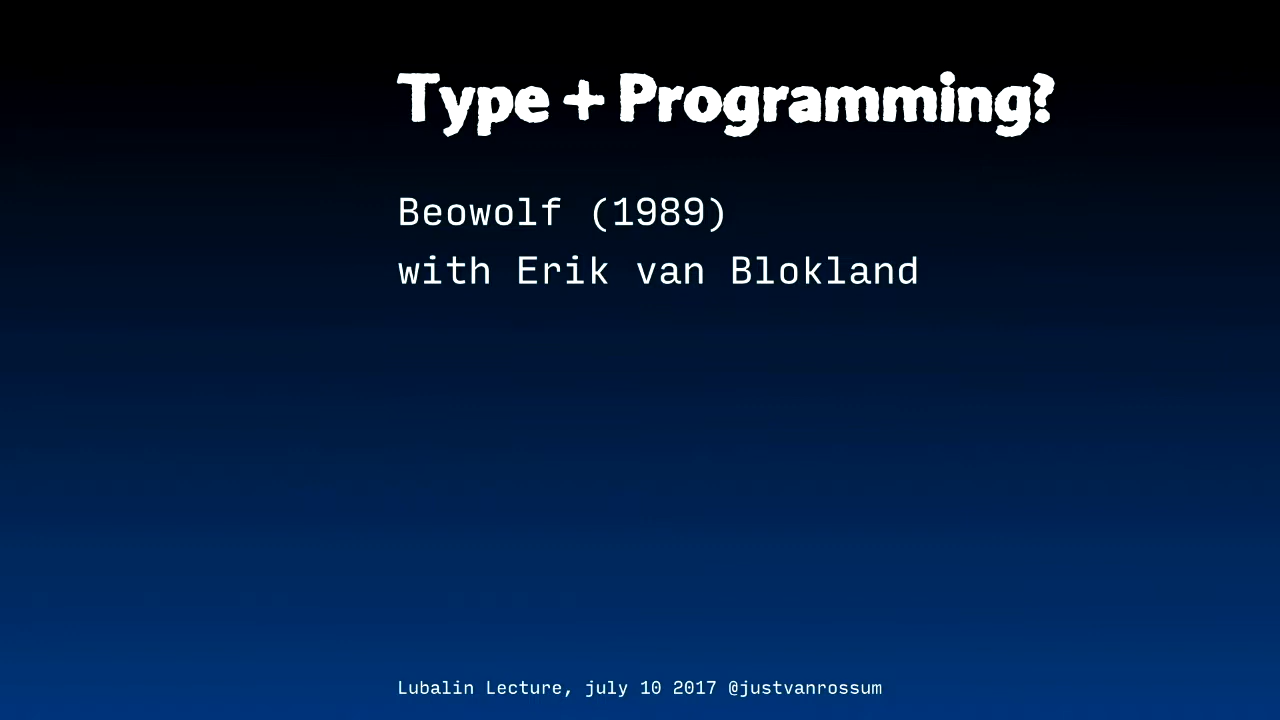 Type + Programming?
Beowolf (1989)
with Erik van Blokland
Lubalin Lecture, july 10 2017 @justvanrossum